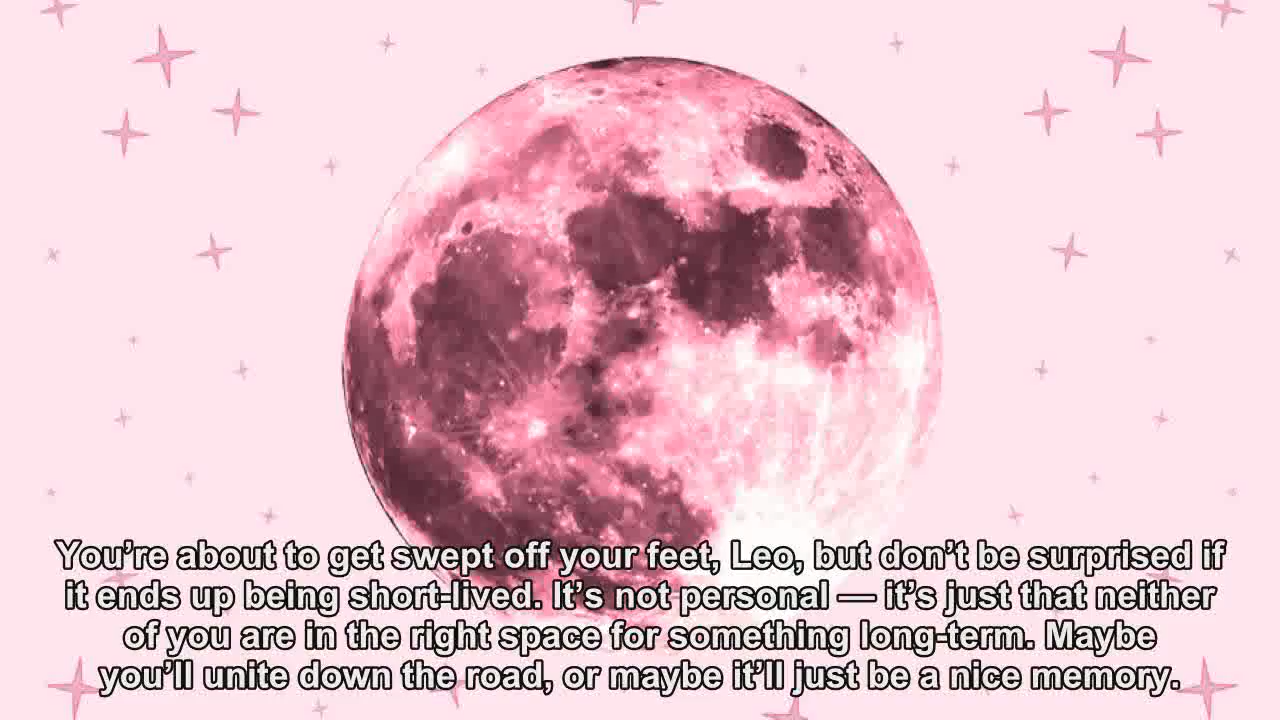 You’re about to get swept off your feet, Leo, but don’t be surprised if
it ends up being short-lived. It’s not personal — it’s just that neither
of you are in the right space for something long-term. Maybe
you’ll unite down the road, or maybe it’ll just be a nice memory.